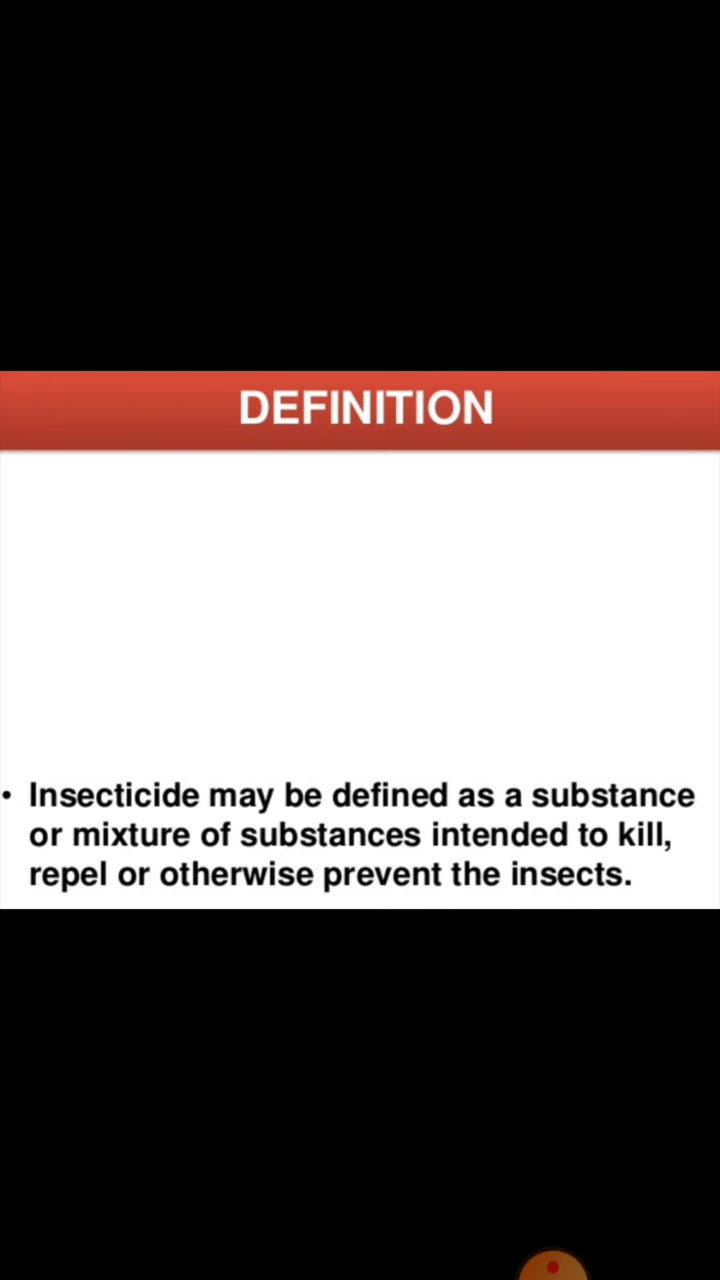 DEFINITION
• Insecticide may be defined as a substance
or mixture of substances intended to kill,
repel or otherwise prevent the insects.